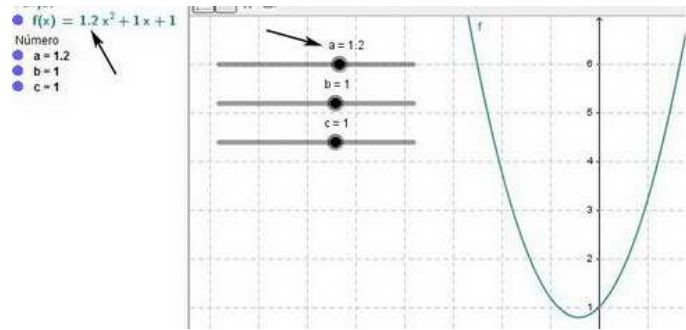 f(x) = 1.2 x² + 1 x + 1
Número
a = 1.2
b = 1
c = 1
a = 1.2
b = 1
c = 1
f
6
5
4
3
2
1